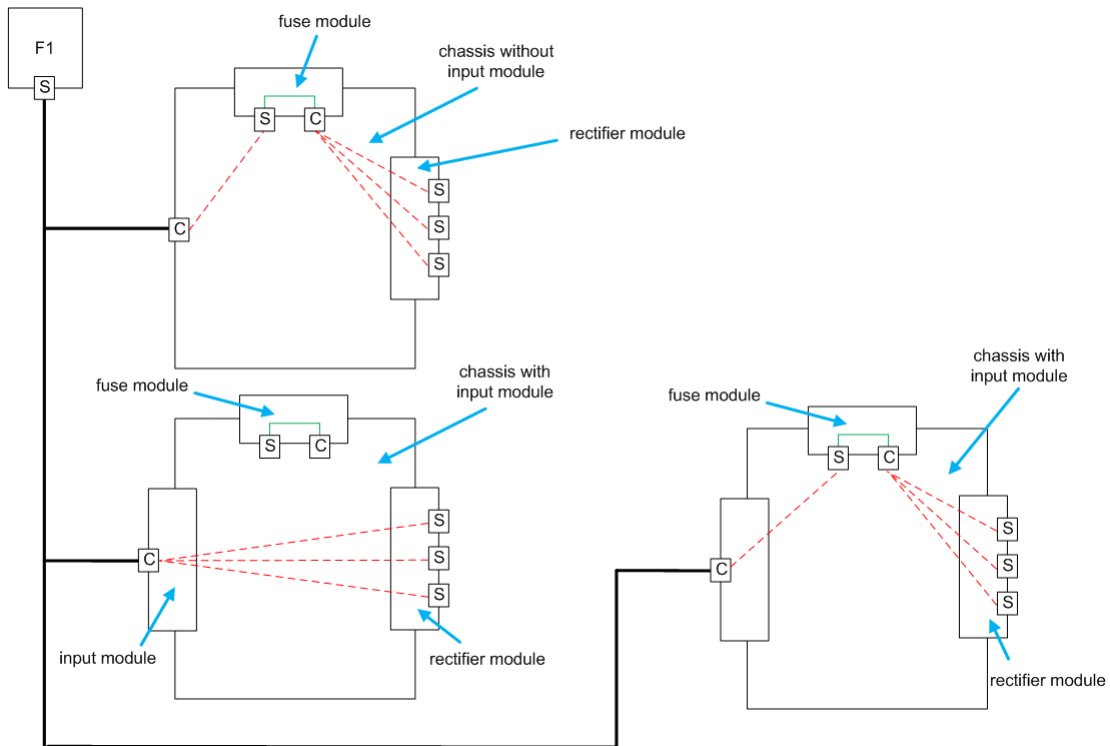 F1
S
fuse module
chassis without
input module
rectifier module
S
C
S
S
S
C
fuse module
chassis with
input module
S
C
C
S
S
S
input module
rectifier module
fuse module
chassis with
input module
S
C
C
S
S
S
rectifier module